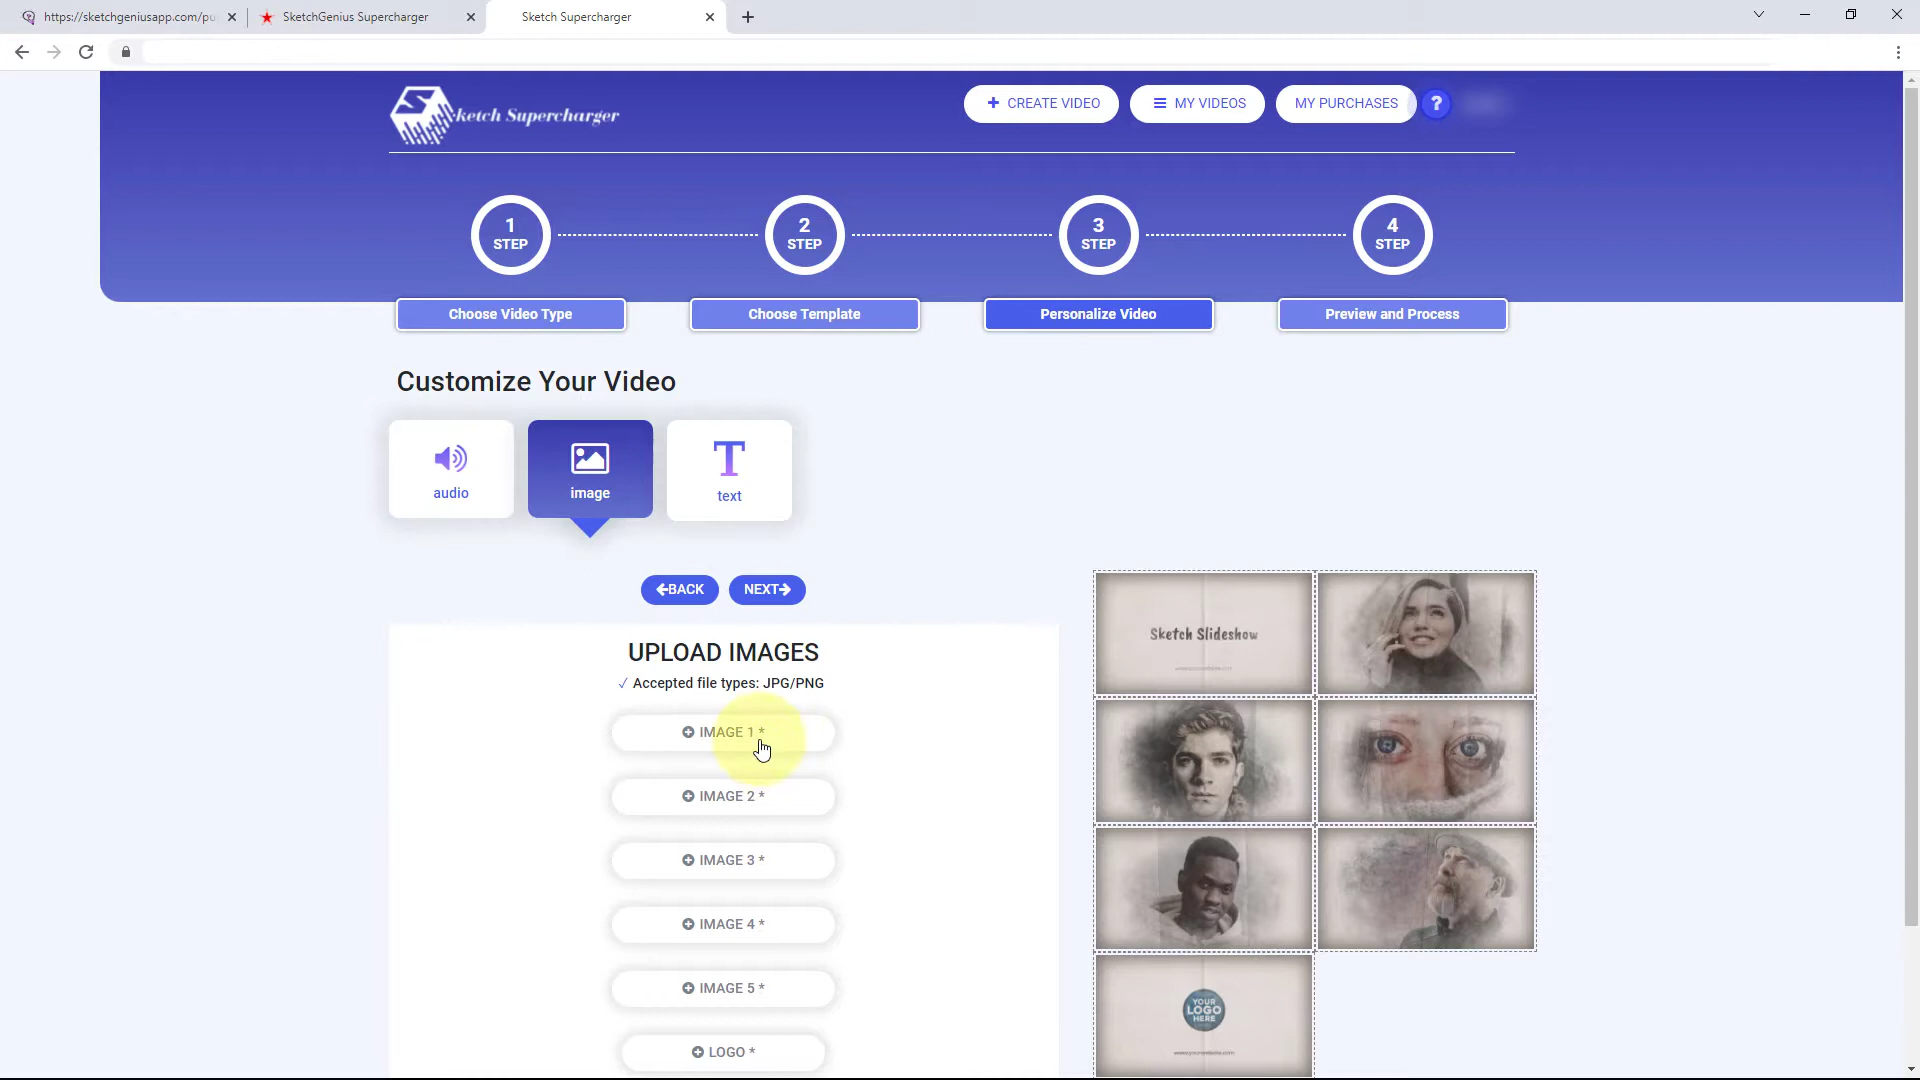 https://sketchgeniusapp.com/pu
SketchGenius Supercharger
Sketch Supercharger
ketch Supercharger
CREATE VIDEO
MY VIDEOS
MY PURCHASES
?
1
STEP
2
STEP
3
STEP
4
STEP
Choose Video Type
Choose Template
Personalize Video
Preview and Process
Customize Your Video
audio
image
T
text
BACK
NEXT
UPLOAD IMAGES
✓ Accepted file types: JPG/PNG
IMAGE 1 *
IMAGE 2 *
IMAGE 3 *
IMAGE 4 *
IMAGE 5 *
LOGO *
Sketch Slideshow
YOUR
LOGO
HERE